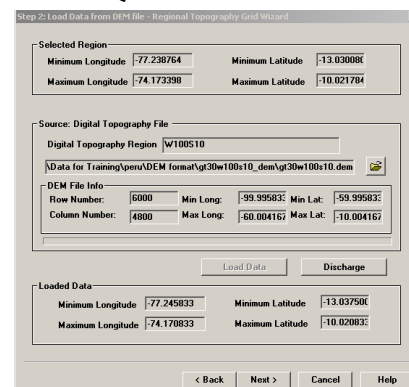 Step 2: Load Data from DEM file - Regional Topography Grid Wizard
Selected Region
Minimum Longitude -77.238764 Minimum Latitude -13.03008(
Maximum Longitude -74.173398 Maximum Latitude -10.021784
Source: Digital Topography File
Digital Topography Region W100S10
\Data for Training\peru\DEM format\gt30w100s10_dem\gt30w100s10.dem
DEM File Info
Row Number: 6000 Min Long: -99.99583: Min Lat: -59.99583:
Column Number: 4800 Max Long: -60.004167 Max Lat: -10.004167
Load Data Discharge
Loaded Data
Minimum Longitude -77.245833 Minimum Latitude -13.03750(
Maximum Longitude -74.170833 Maximum Latitude -10.02083:
< Back Next > Cancel Help